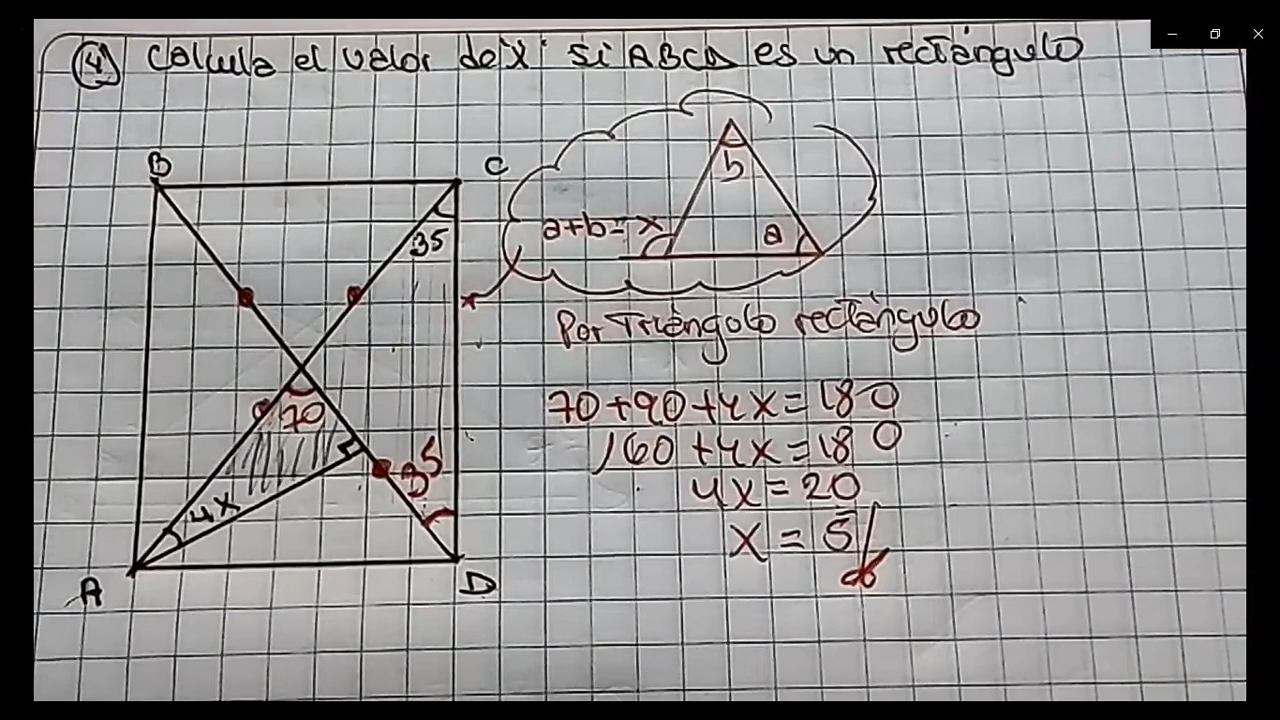 4) Calcula el valor de "x" si ABCD es un rectángulo
B
C
35
b
a+b=x
a
Por Triángulo rectángulo
70
70+90+4x=180
160+4x=180
35
4x=20
4x
x=5
A
D